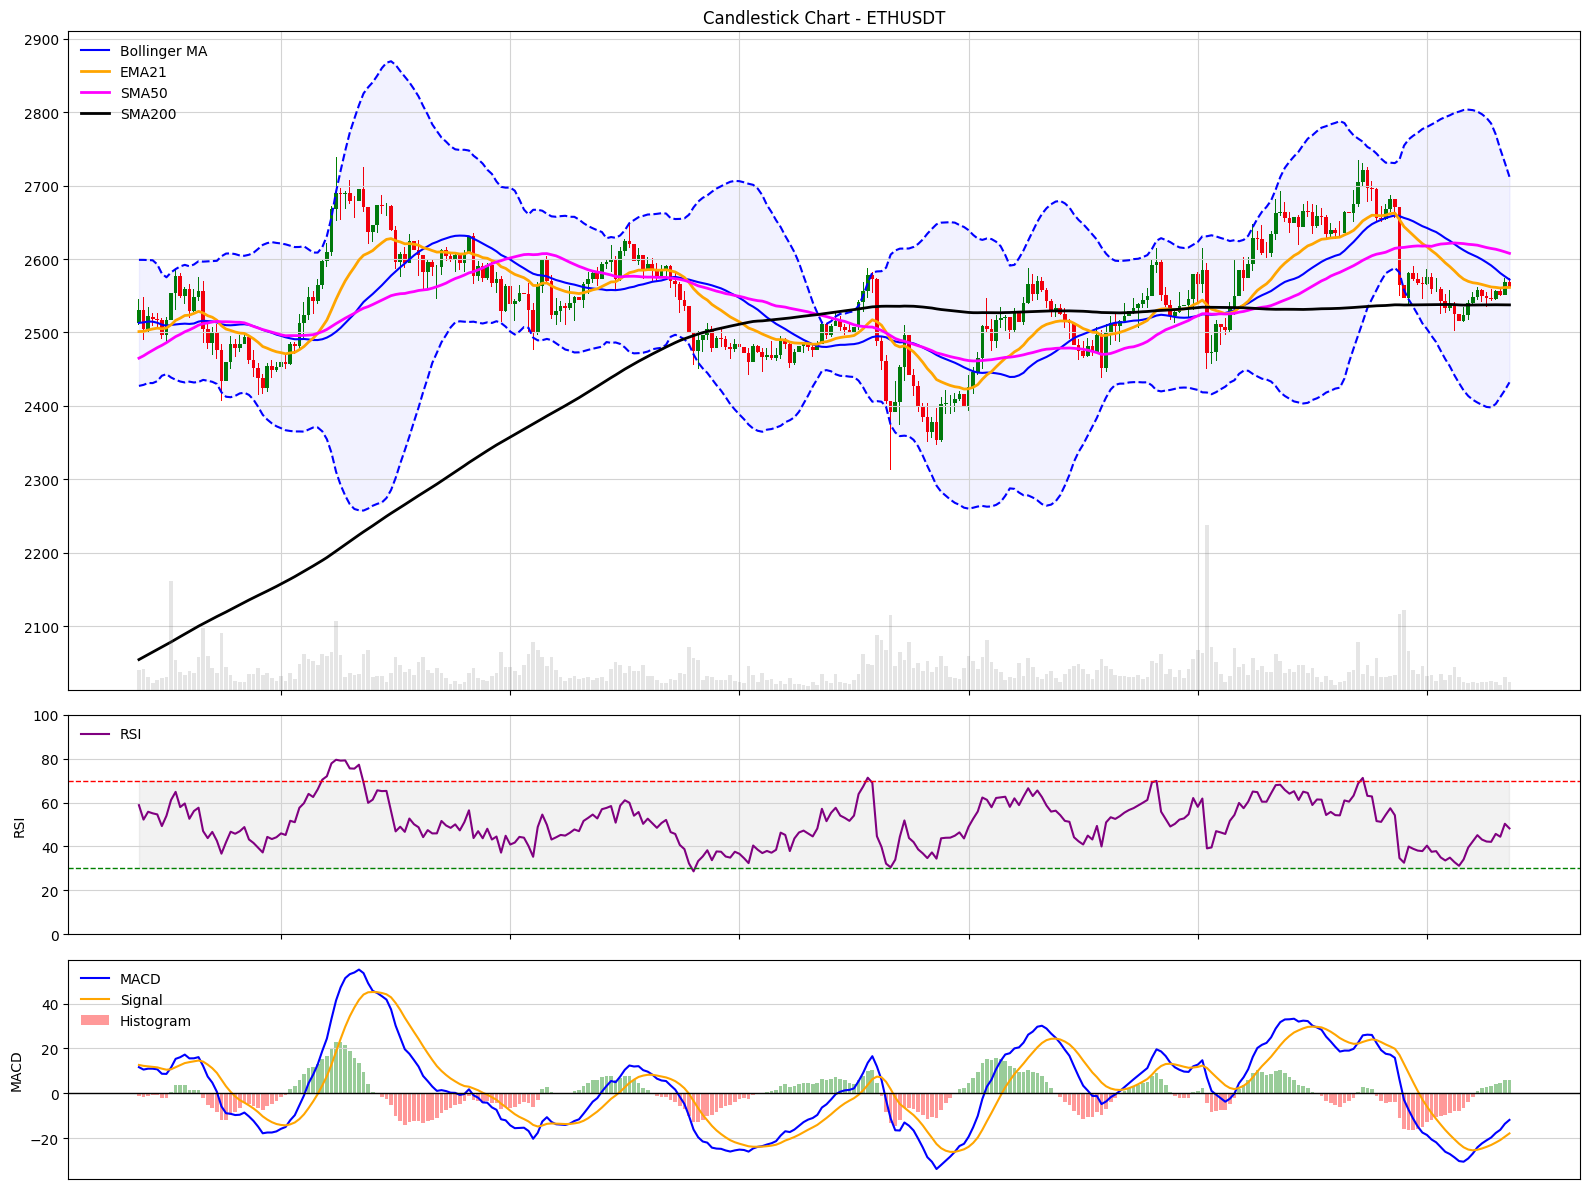 Candlestick Chart - ETHUSDT
Bollinger MA
EMA21
SMA50
SMA200
2900
2800
2700
2600
2500
2400
2300
2200
2100
RSI
100
80
60
40
20
0
RSI
MACD
Signal
Histogram
40
20
0
−20
MACD